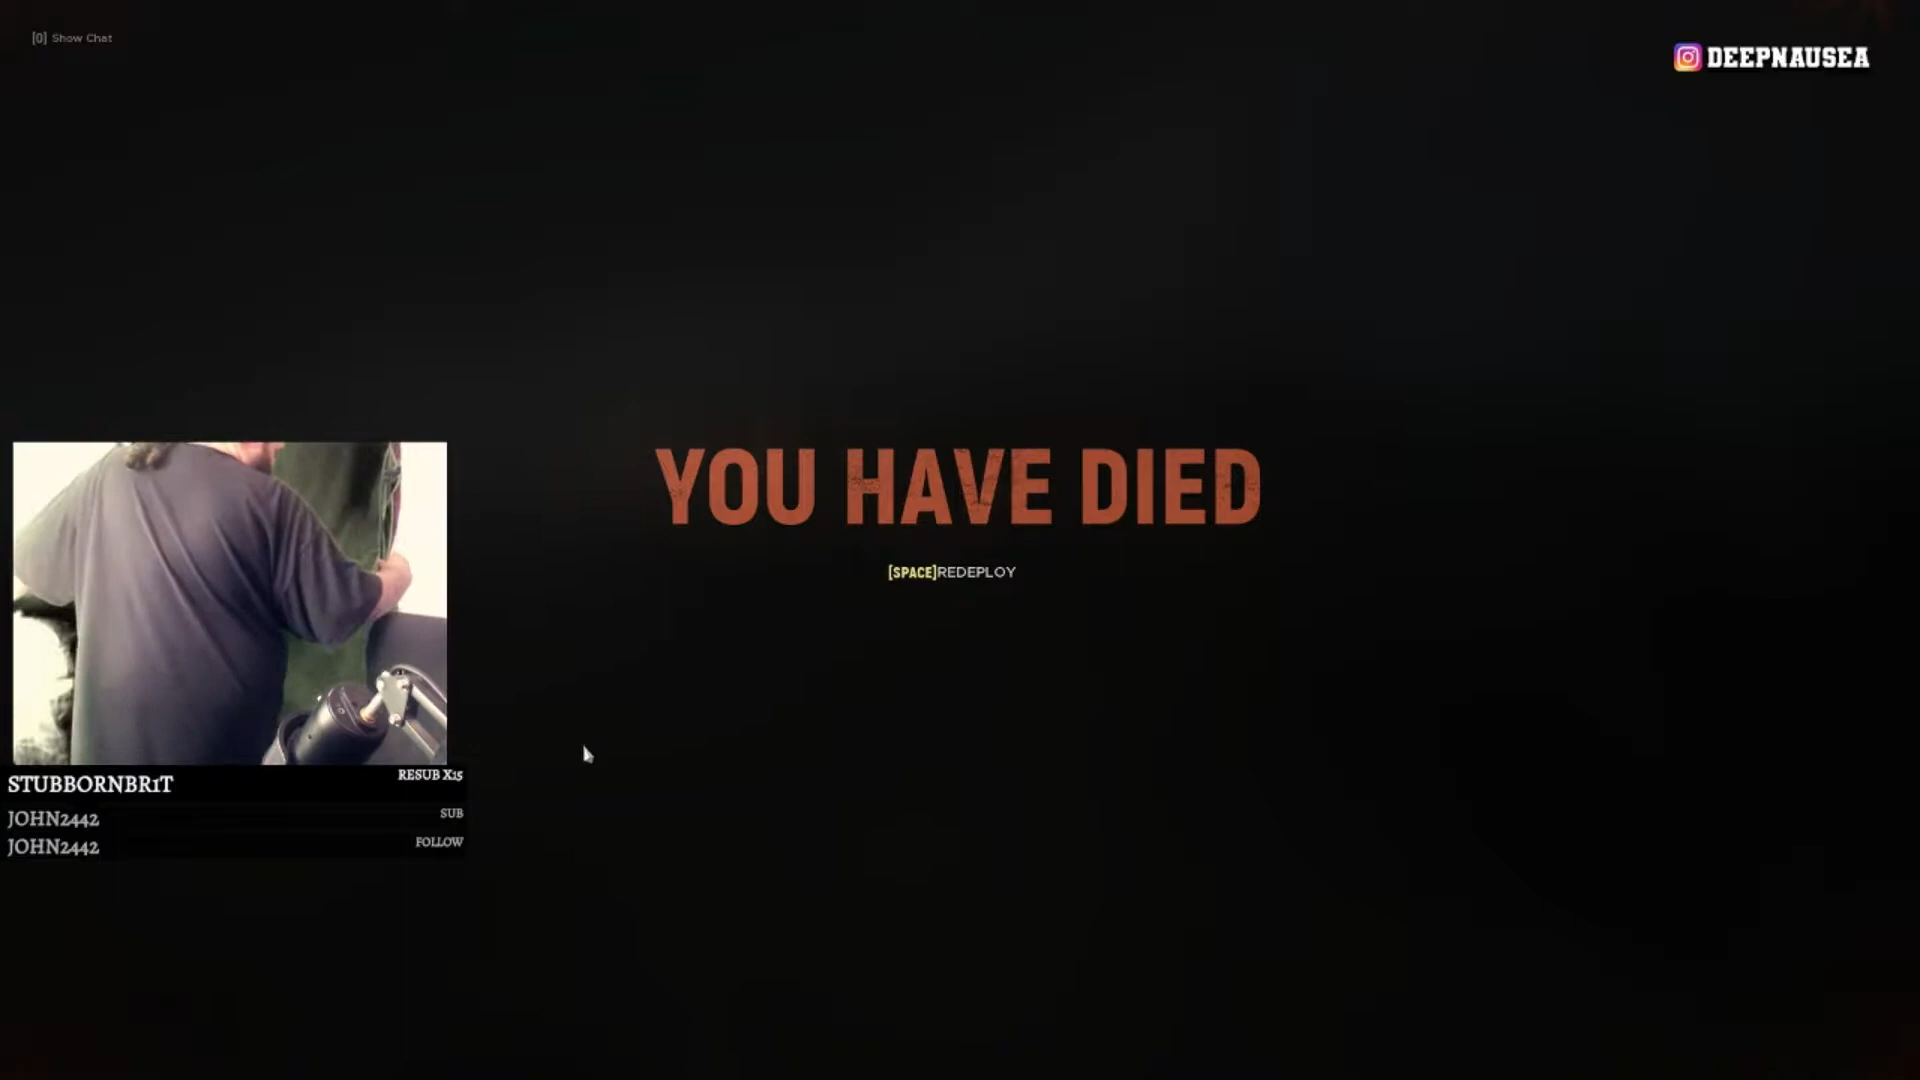 [0] Show Chat
DEEPNAUSEA
YOU HAVE DIED
[SPACE]REDEPLOY
STUBBORNBR1T RESUB X15
JOHN2442 SUB
JOHN2442 FOLLOW